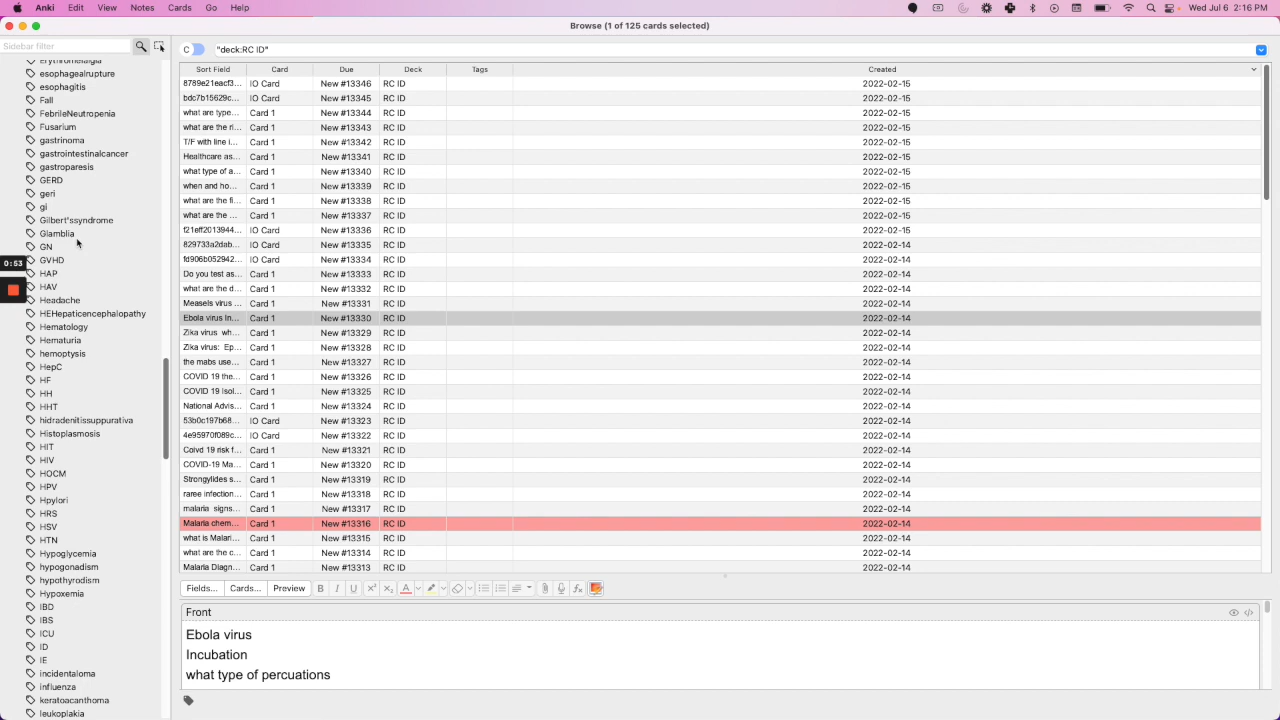 Anki Edit View Notes Cards Go Help Wed Jul 6 2:16 PM
Browse (1 of 125 cards selected)
Sidebar filter
C "deck:RC ID"
Sort Field Card Due Deck Tags Created
8789e21eacf3... IO Card New #13346 RC ID 2022-02-15
bdc7b15629c... IO Card New #13345 RC ID 2022-02-15
what are type... Card 1 New #13344 RC ID 2022-02-15
what are the ri... Card 1 New #13343 RC ID 2022-02-15
T/F with line i... Card 1 New #13342 RC ID 2022-02-15
Healthcare as... Card 1 New #13341 RC ID 2022-02-15
what type of a... Card 1 New #13340 RC ID 2022-02-15
when and ho... Card 1 New #13339 RC ID 2022-02-15
what are the fi... Card 1 New #13338 RC ID 2022-02-15
what are the ... Card 1 New #13337 RC ID 2022-02-15
f21eff2013944... IO Card New #13336 RC ID 2022-02-15
829733a2dab... IO Card New #13335 RC ID 2022-02-14
fd906b052942... IO Card New #13334 RC ID 2022-02-14
Do you test as... Card 1 New #13333 RC ID 2022-02-14
what are the d... Card 1 New #13332 RC ID 2022-02-14
Measels virus ... Card 1 New #13331 RC ID 2022-02-14
Ebola virus In... Card 1 New #13330 RC ID 2022-02-14
Zika virus wh... Card 1 New #13329 RC ID 2022-02-14
Zika virus: Ep... Card 1 New #13328 RC ID 2022-02-14
the mabs use... Card 1 New #13327 RC ID 2022-02-14
COVID 19 the... Card 1 New #13326 RC ID 2022-02-14
COVID 19 Isol... Card 1 New #13325 RC ID 2022-02-14
National Advis... Card 1 New #13324 RC ID 2022-02-14
53b0c197b68... IO Card New #13323 RC ID 2022-02-14
4e95970f089c... IO Card New #13322 RC ID 2022-02-14
Coivd 19 risk f... Card 1 New #13321 RC ID 2022-02-14
COVID-19 Ma... Card 1 New #13320 RC ID 2022-02-14
Strongylides s... Card 1 New #13319 RC ID 2022-02-14
raree infection... Card 1 New #13318 RC ID 2022-02-14
malaria signs... Card 1 New #13317 RC ID 2022-02-14
Malaria chem... Card 1 New #13316 RC ID 2022-02-14
what is Malari... Card 1 New #13315 RC ID 2022-02-14
what are the c... Card 1 New #13314 RC ID 2022-02-14
Malaria Diagn... Card 1 New #13313 RC ID 2022-02-14
Erythromelalgia
esophagealrupture
esophagitis
Fall
FebrileNeutropenia
Fusarium
gastrinoma
gastrointestinalcancer
gastroparesis
GERD
geri
gi
Gilbert'ssyndrome
Glamblia
GN
GVHD
0:53
HAP
HAV
Headache
HEHepaticencephalopathy
Hematology
Hematuria
hemoptysis
HepC
HF
HH
HHT
hidradenitissuppurativa
Histoplasmosis
HIT
HIV
HOCM
HPV
Hpylori
HRS
HSV
HTN
Hypoglycemia
hypogonadism
hypothyrodism
Hypoxemia
IBD
IBS
ICU
ID
IE
incidentaloma
influenza
keratoacanthoma
leukoplakia
Fields... Cards... Preview B I U X² X₂ A
Front
Ebola virus
Incubation
what type of percuations